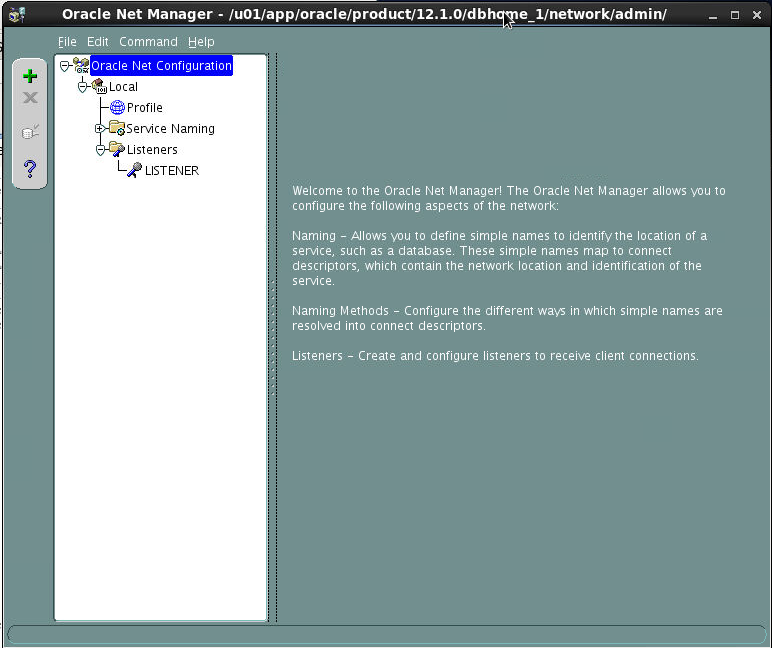 Oracle Net Manager - /u01/app/oracle/product/12.1.0/dbhome_1/network/admin/
File Edit Command Help
Oracle Net Configuration
Local
Profile
Service Naming
Listeners
LISTENER
Welcome to the Oracle Net Manager! The Oracle Net Manager allows you to
configure the following aspects of the network:
Naming – Allows you to define simple names to identify the location of a
service, such as a database. These simple names map to connect
descriptors, which contain the network location and identification of the
service.
Naming Methods – Configure the different ways in which simple names are
resolved into connect descriptors.
Listeners – Create and configure listeners to receive client connections.